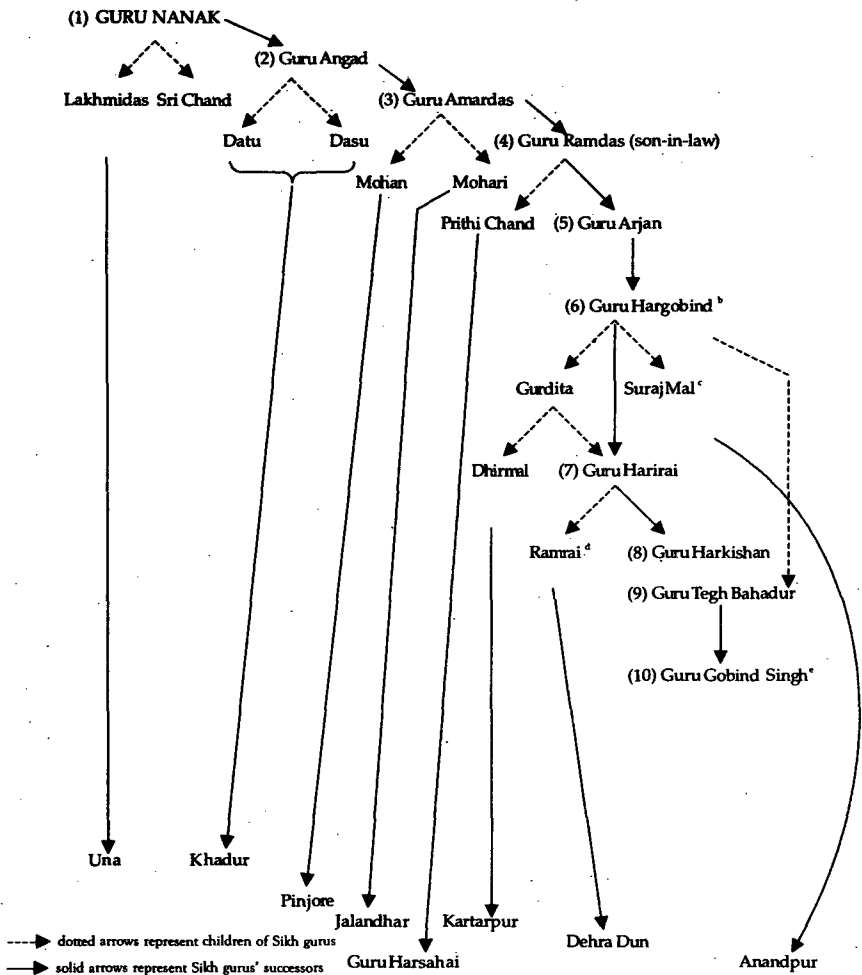 (1) GURU NANAK
(2) Guru Angad
Lakhmidas Sri Chand
(3) Guru Amardas
Datu Dasu
(4) Guru Ramdas (son-in-law)
Mohan Mohari
Prithi Chand (5) Guru Arjan
(6) Guru Hargobind b
Gurdita Suraj Mal c
Dhirmal (7) Guru Harirai
Ramrai d (8) Guru Harkishan
(9) Guru Tegh Bahadur
(10) Guru Gobind Singh e
Una Khadur
Pinjore
Jalandhar Kartarpur
dotted arrows represent children of Sikh gurus
Dehra Dun
Guru Harsahai
Anandpur
solid arrows represent Sikh gurus' successors